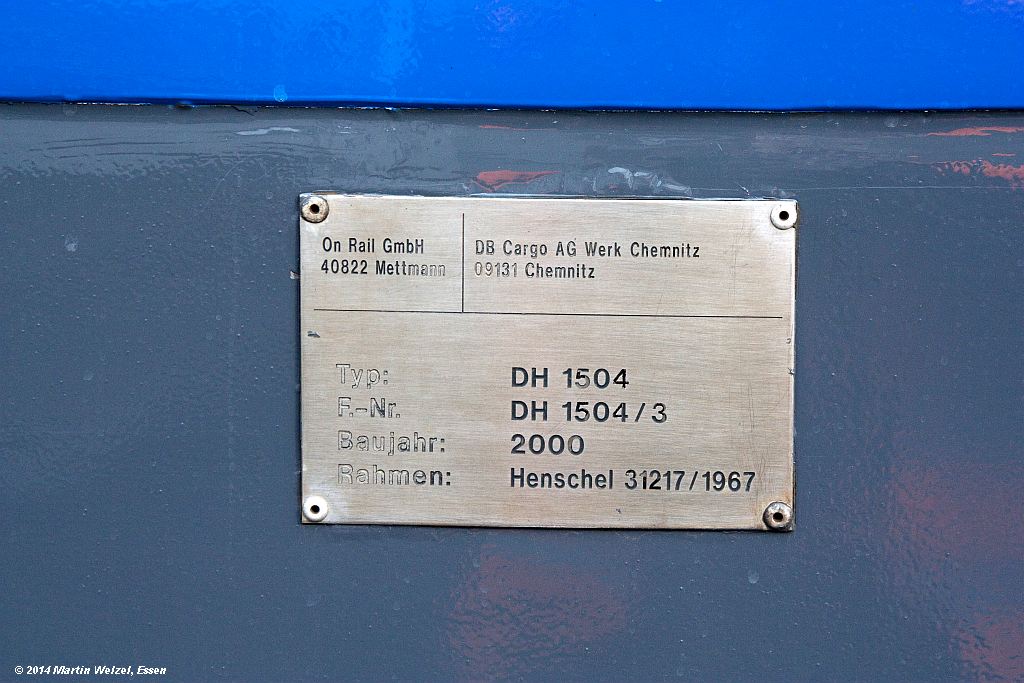 On Rail GmbH
40822 Mettmann
DB Cargo AG Werk Chemnitz
09131 Chemnitz
Typ: DH 1504
F.-Nr. DH 1504/3
Baujahr: 2000
Rahmen: Henschel 31217/1967
© 2014 Martin Welzel, Essen